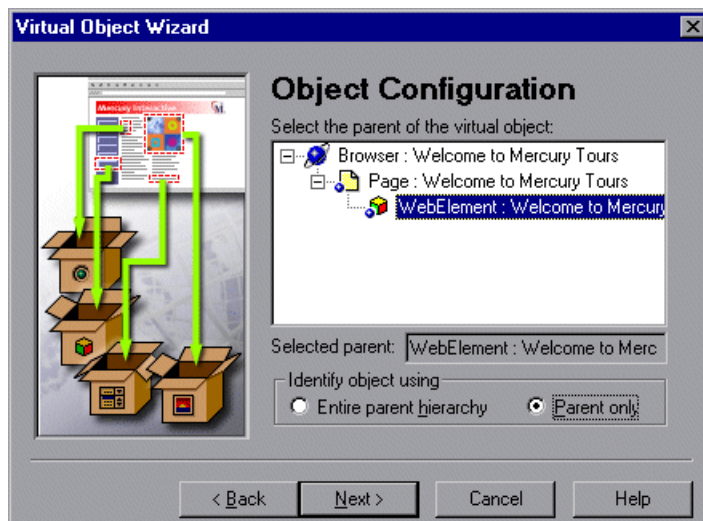 Virtual Object Wizard
Mercury Interactive
M
Object Configuration
Select the parent of the virtual object:
Browser : Welcome to Mercury Tours
Page : Welcome to Mercury Tours
WebElement : Welcome to Mercury
Selected parent: WebElement : Welcome to Merc
Identify object using
Entire parent hierarchy Parent only
< Back Next > Cancel Help